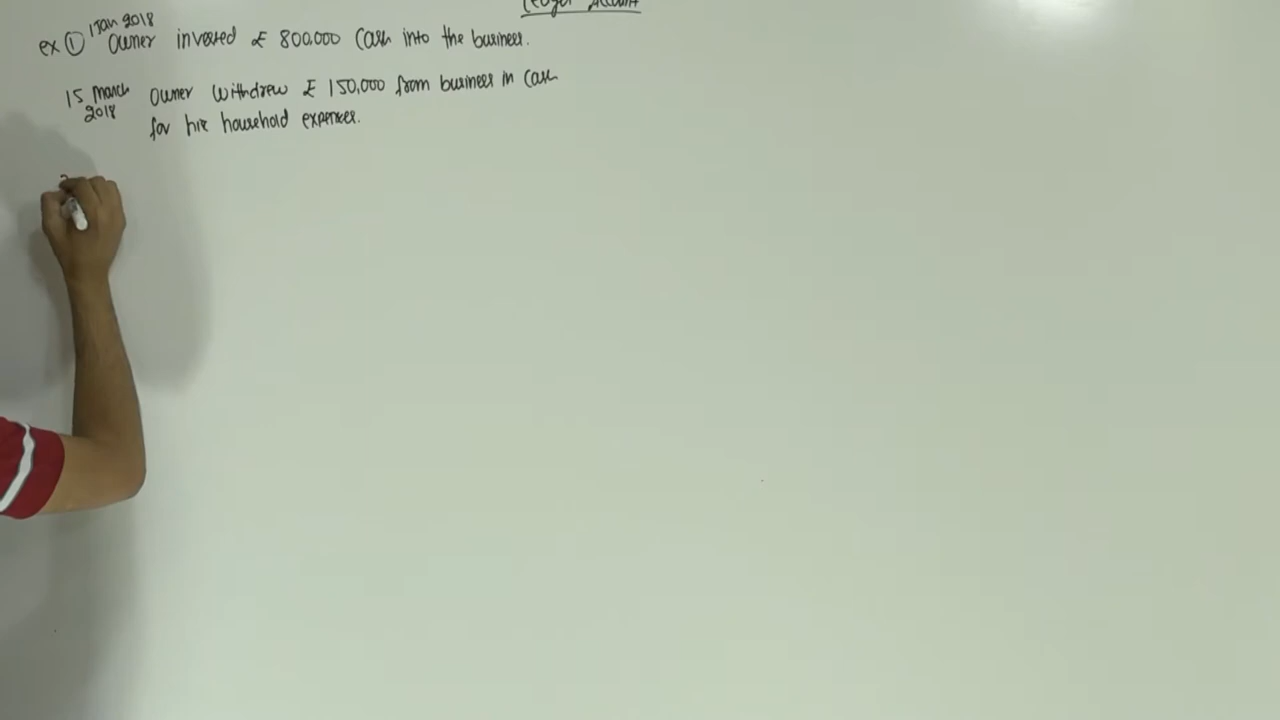 Ledger Account
ex ① 1 Jan 2018 Owner invested £ 800,000 Cash into the business.
15 March 2018 Owner withdrew £ 150,000 from business in Cash
for his household expenses.